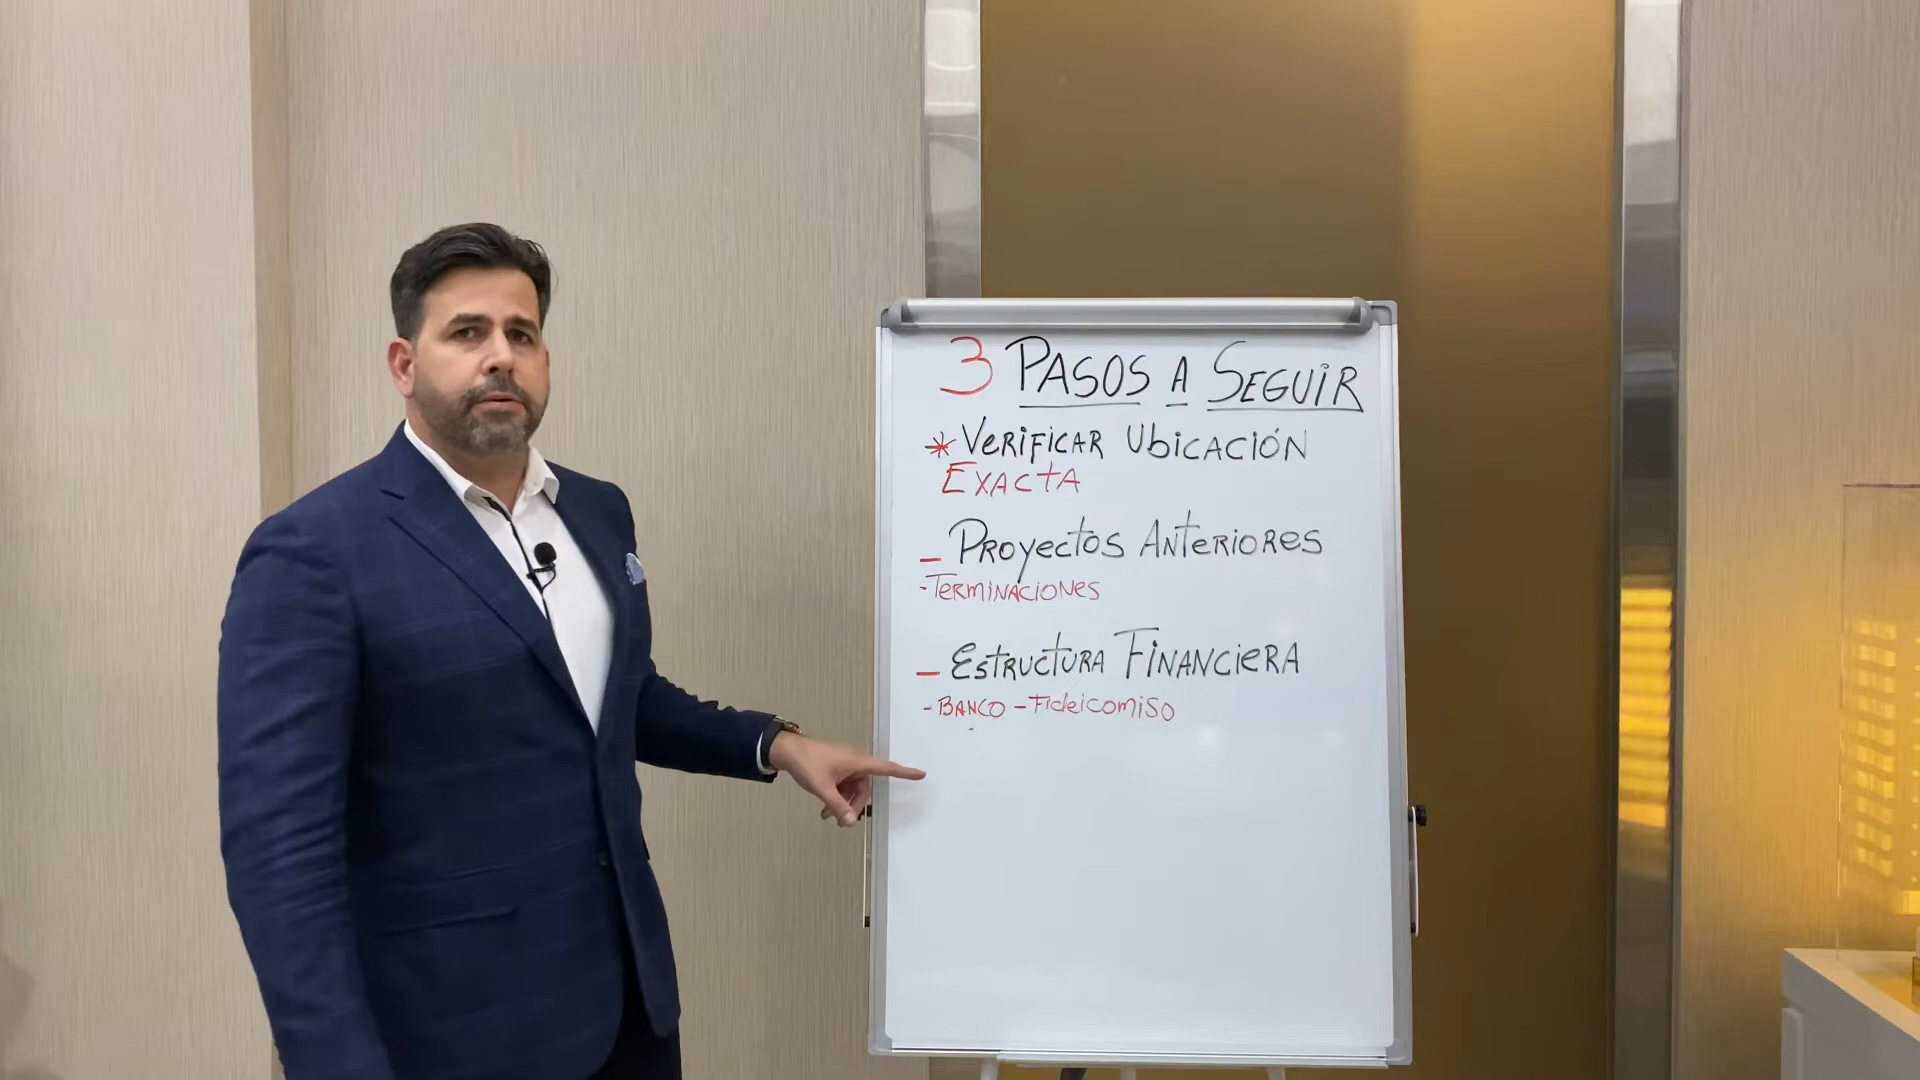 3 PASOS A SEGUIR
* VERIFICAR UBICACIÓN
EXACTA
- PROYECTOS ANTERIORES
- TERMINACIONES
- ESTRUCTURA FINANCIERA
- BANCO - FIDEICOMISO